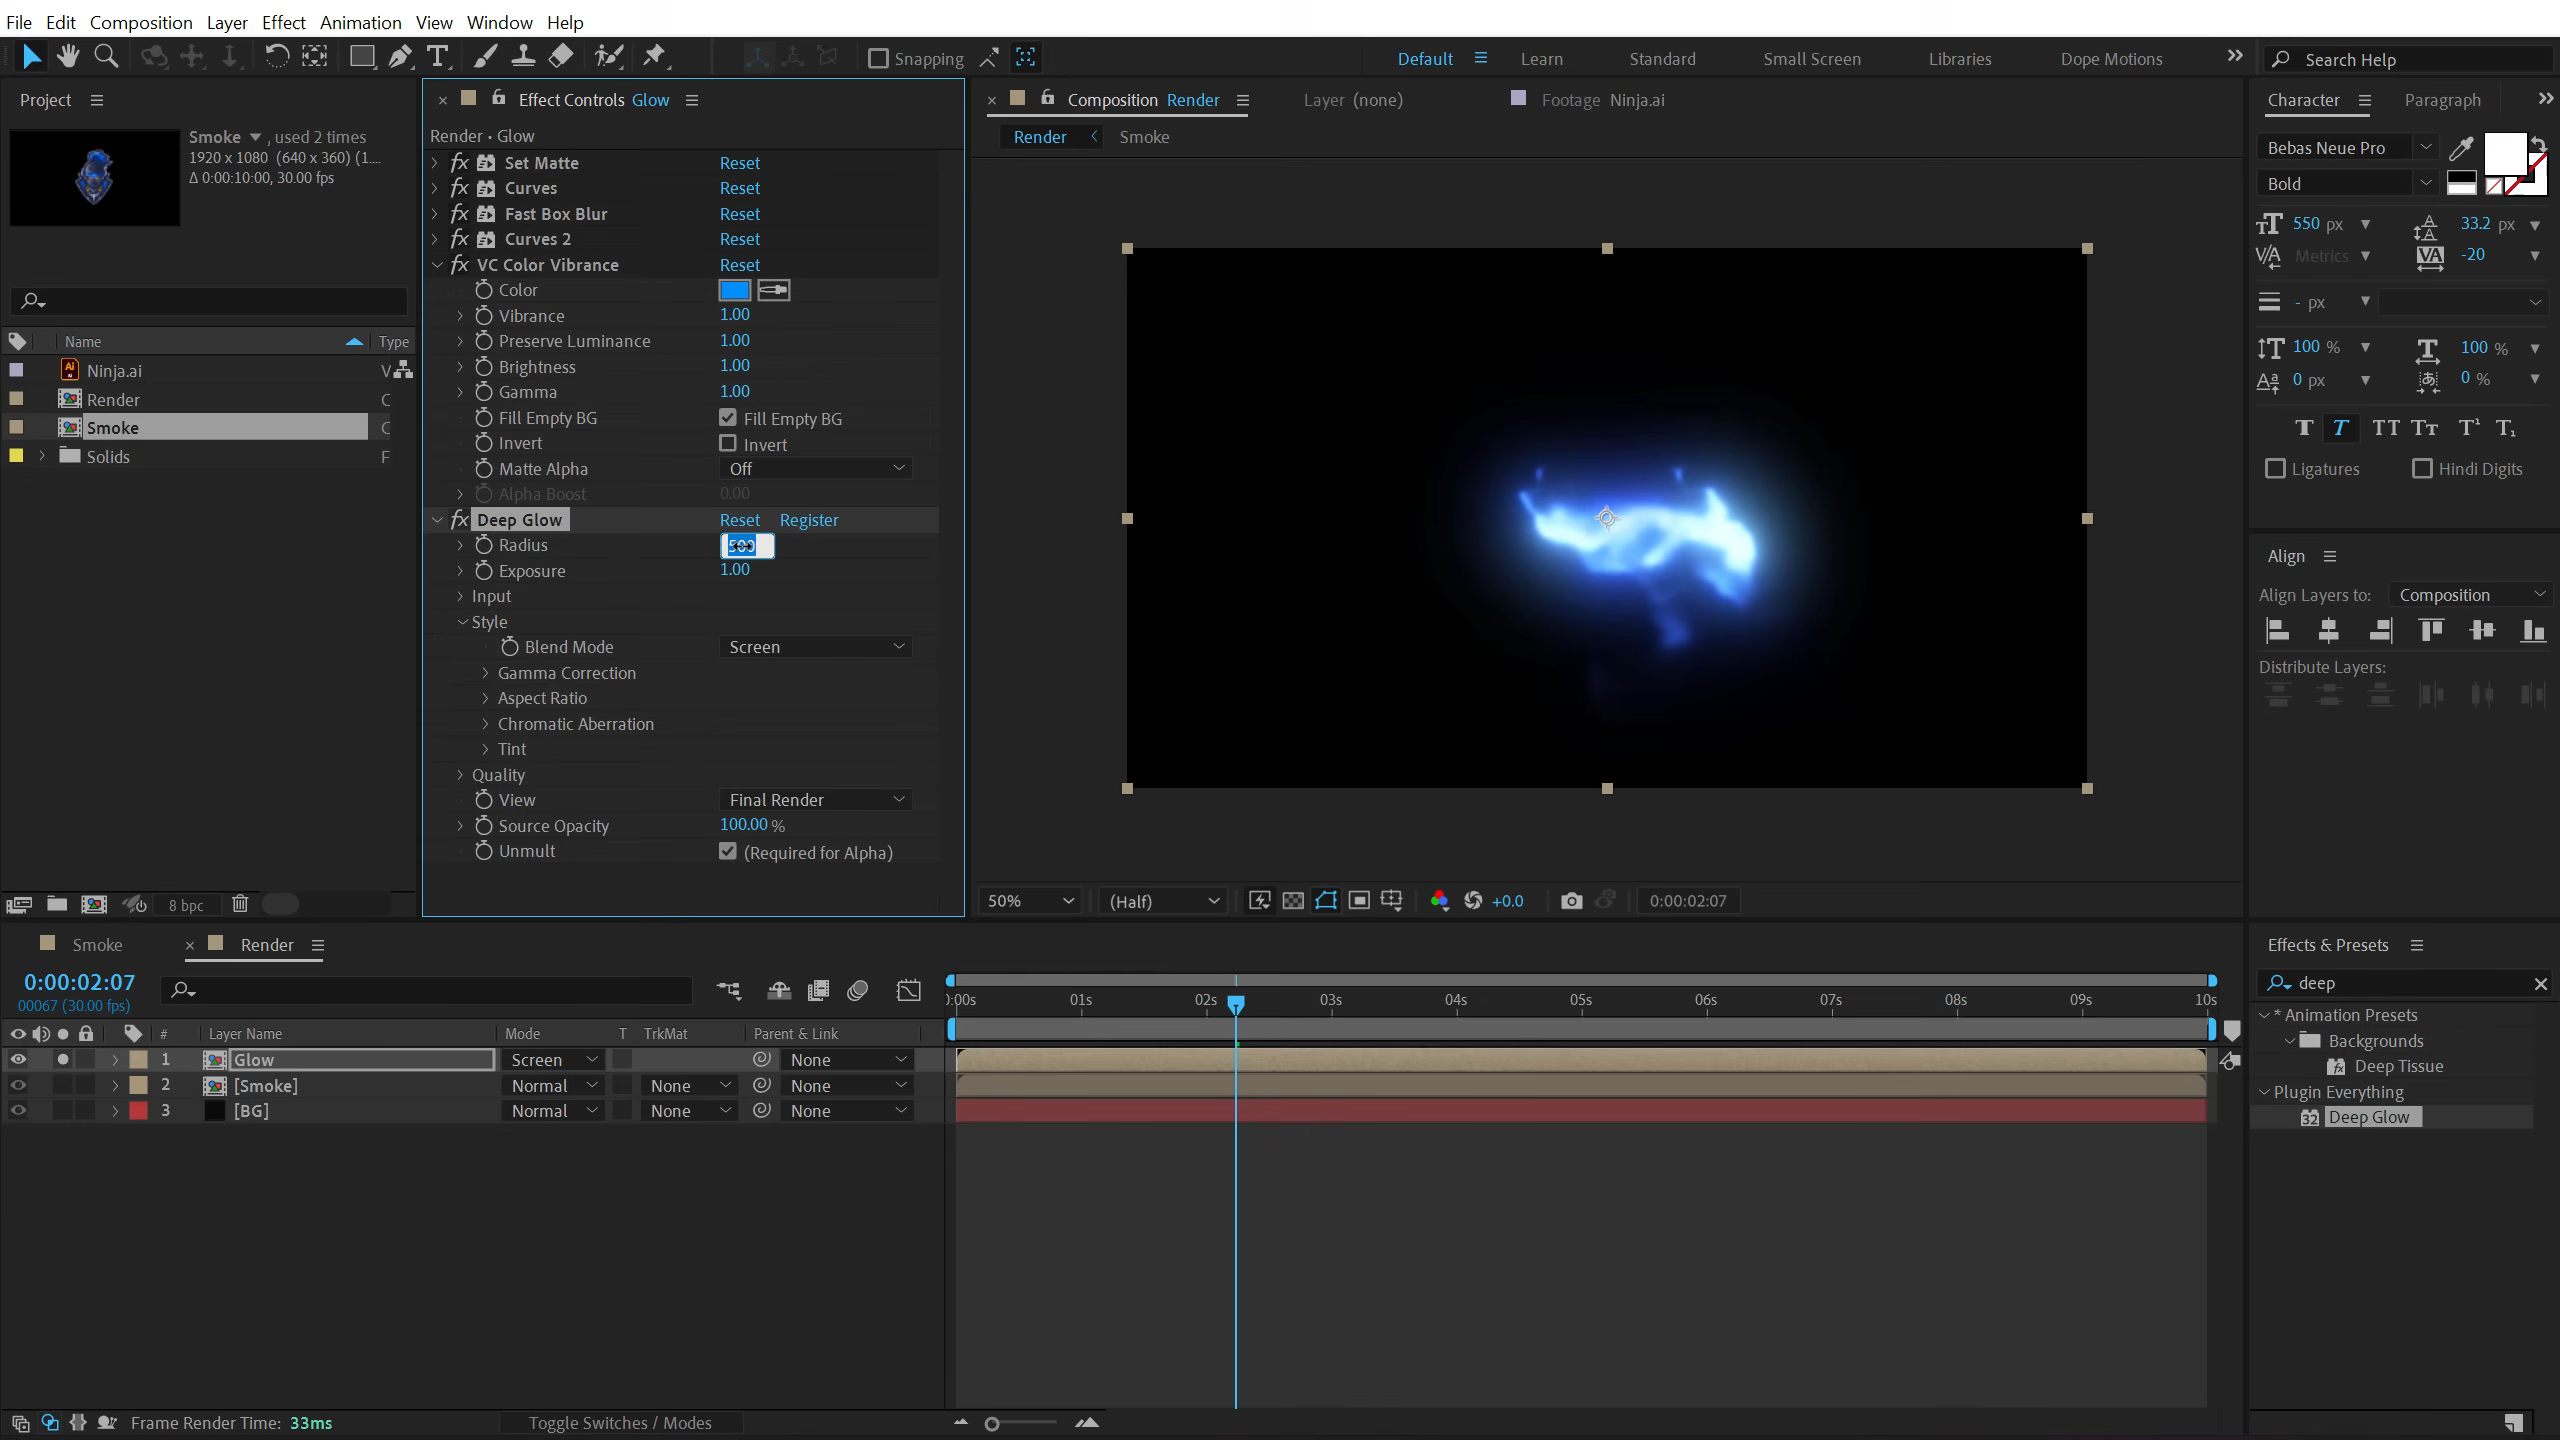 File Edit Composition Layer Effect Animation View Window Help
Snapping
Default Learn Standard Small Screen Libraries Dope Motions Search Help
Project
Smoke , used 2 times
1920 x 1080 (640 x 360) (1....
Δ 0:00:10:00, 30.00 fps
Name Type
Ninja.ai V
Render C
Smoke C
Solids F
8 bpc
Effect Controls Glow
Render • Glow
fx Set Matte Reset
fx Curves Reset
fx Fast Box Blur Reset
fx Curves 2 Reset
fx VC Color Vibrance Reset
Color
Vibrance 1.00
Preserve Luminance 1.00
Brightness 1.00
Gamma 1.00
Fill Empty BG Fill Empty BG
Invert Invert
Matte Alpha Off
Alpha Boost 0.00
fx Deep Glow Reset Register
Radius 500
Exposure 1.00
Input
Style
Blend Mode Screen
Gamma Correction
Aspect Ratio
Chromatic Aberration
Tint
Quality
View Final Render
Source Opacity 100.00 %
Unmult (Required for Alpha)
Composition Render Layer (none) Footage Ninja.ai
Render Smoke
50% (Half) +0.0 0:00:02:07
Character Paragraph
Bebas Neue Pro
Bold
550 px 33.2 px
Metrics -20
- px
100 % 100 %
0 px 0 %
T T TT Tt T¹ T₁
Ligatures Hindi Digits
Align
Align Layers to: Composition
Distribute Layers:
Effects & Presets
deep
* Animation Presets
Backgrounds
Deep Tissue
Plugin Everything
32 Deep Glow
Smoke Render
0:00:02:07
00067 (30.00 fps)
):00s 01s 02s 03s 04s 05s 06s 07s 08s 09s 10s
# Layer Name Mode T TrkMat Parent & Link
1 Glow Screen None
2 [Smoke] Normal None None
3 [BG] Normal None None
Frame Render Time: 33ms Toggle Switches / Modes